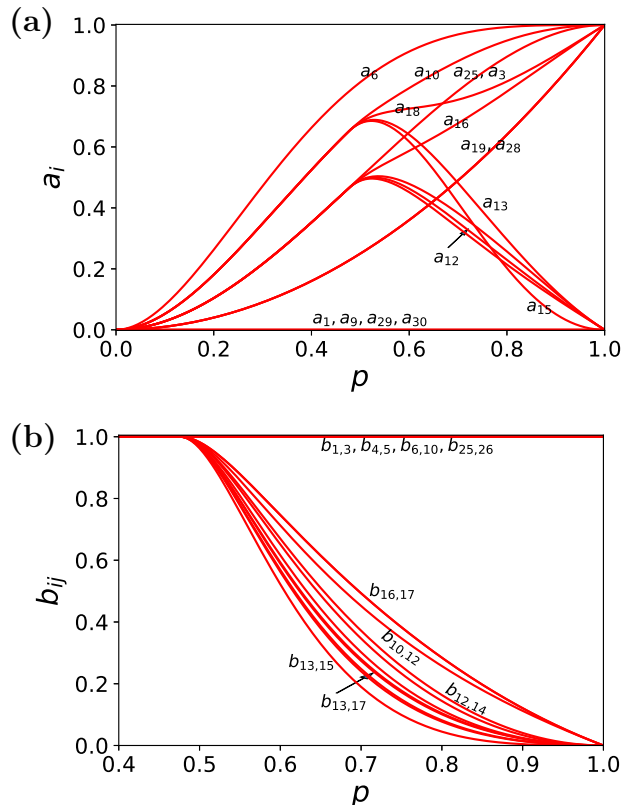 (a)
1.0
0.8
0.6
0.4
0.2
0.0
a_i
a_6
a_10
a_25, a_3
a_18
a_16
a_19, a_28
a_13
a_12
a_15
a_1, a_9, a_29, a_30
0.0 0.2 0.4 0.6 0.8 1.0
p
(b)
1.0
0.8
0.6
0.4
0.2
0.0
b_ij
b_1,3, b_4,5, b_6,10, b_25,26
b_16,17
b_10,12
b_13,15
b_12,14
b_13,17
0.4 0.5 0.6 0.7 0.8 0.9 1.0
p